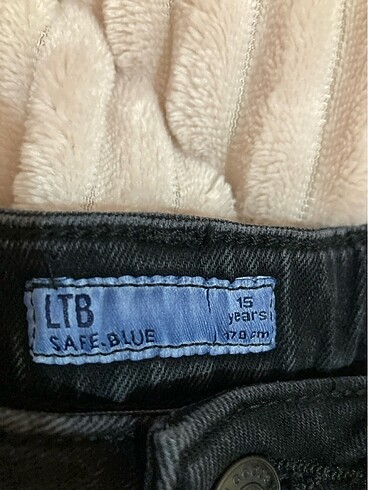 LTB
SAFE-BLUE
15
years
170 cm